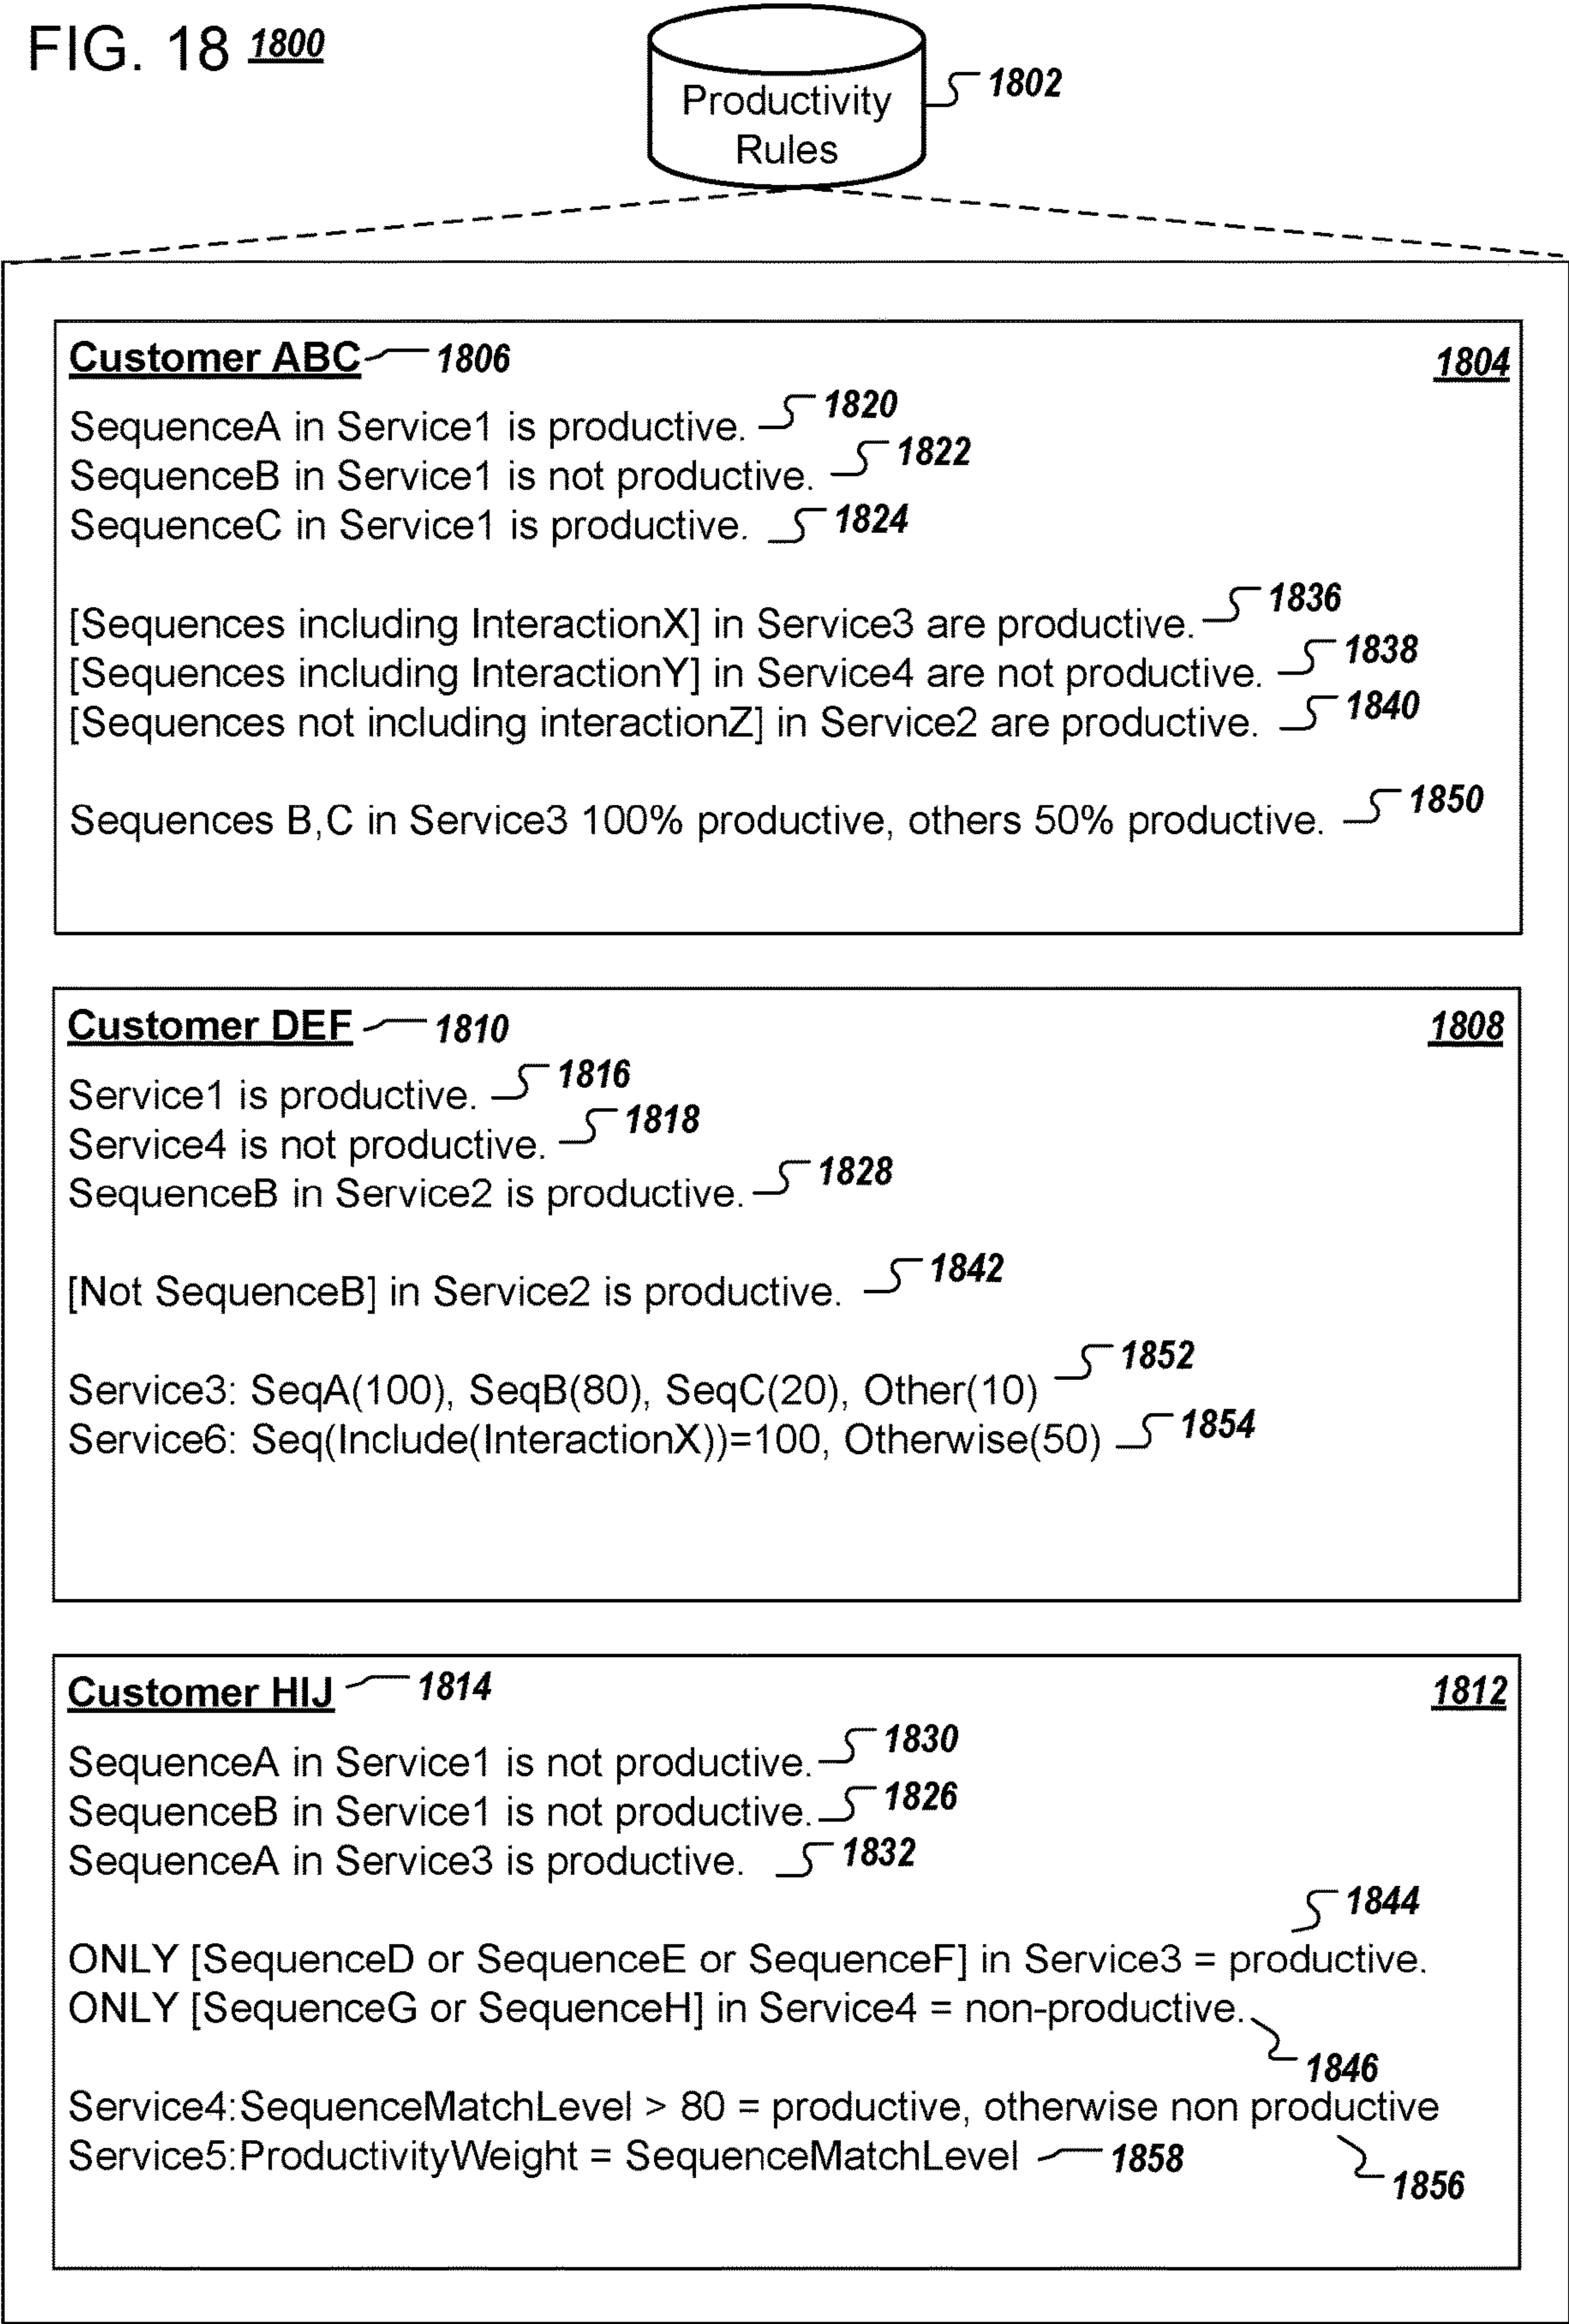 FIG. 18 1800
Productivity
Rules
1802
Customer ABC 1806 1804
SequenceA in Service1 is productive. 1820
SequenceB in Service1 is not productive. 1822
SequenceC in Service1 is productive. 1824
[Sequences including InteractionX] in Service3 are productive. 1836
[Sequences including InteractionY] in Service4 are not productive. 1838
[Sequences not including interactionZ] in Service2 are productive. 1840
Sequences B,C in Service3 100% productive, others 50% productive. 1850
Customer DEF 1810 1808
Service1 is productive. 1816
Service4 is not productive. 1818
SequenceB in Service2 is productive. 1828
[Not SequenceB] in Service2 is productive. 1842
Service3: SeqA(100), SeqB(80), SeqC(20), Other(10) 1852
Service6: Seq(Include(InteractionX))=100, Otherwise(50) 1854
Customer HIJ 1814 1812
SequenceA in Service1 is not productive. 1830
SequenceB in Service1 is not productive. 1826
SequenceA in Service3 is productive. 1832
1844
ONLY [SequenceD or SequenceE or SequenceF] in Service3 = productive.
ONLY [SequenceG or SequenceH] in Service4 = non-productive.
1846
Service4:SequenceMatchLevel > 80 = productive, otherwise non productive
Service5:ProductivityWeight = SequenceMatchLevel 1858
1856